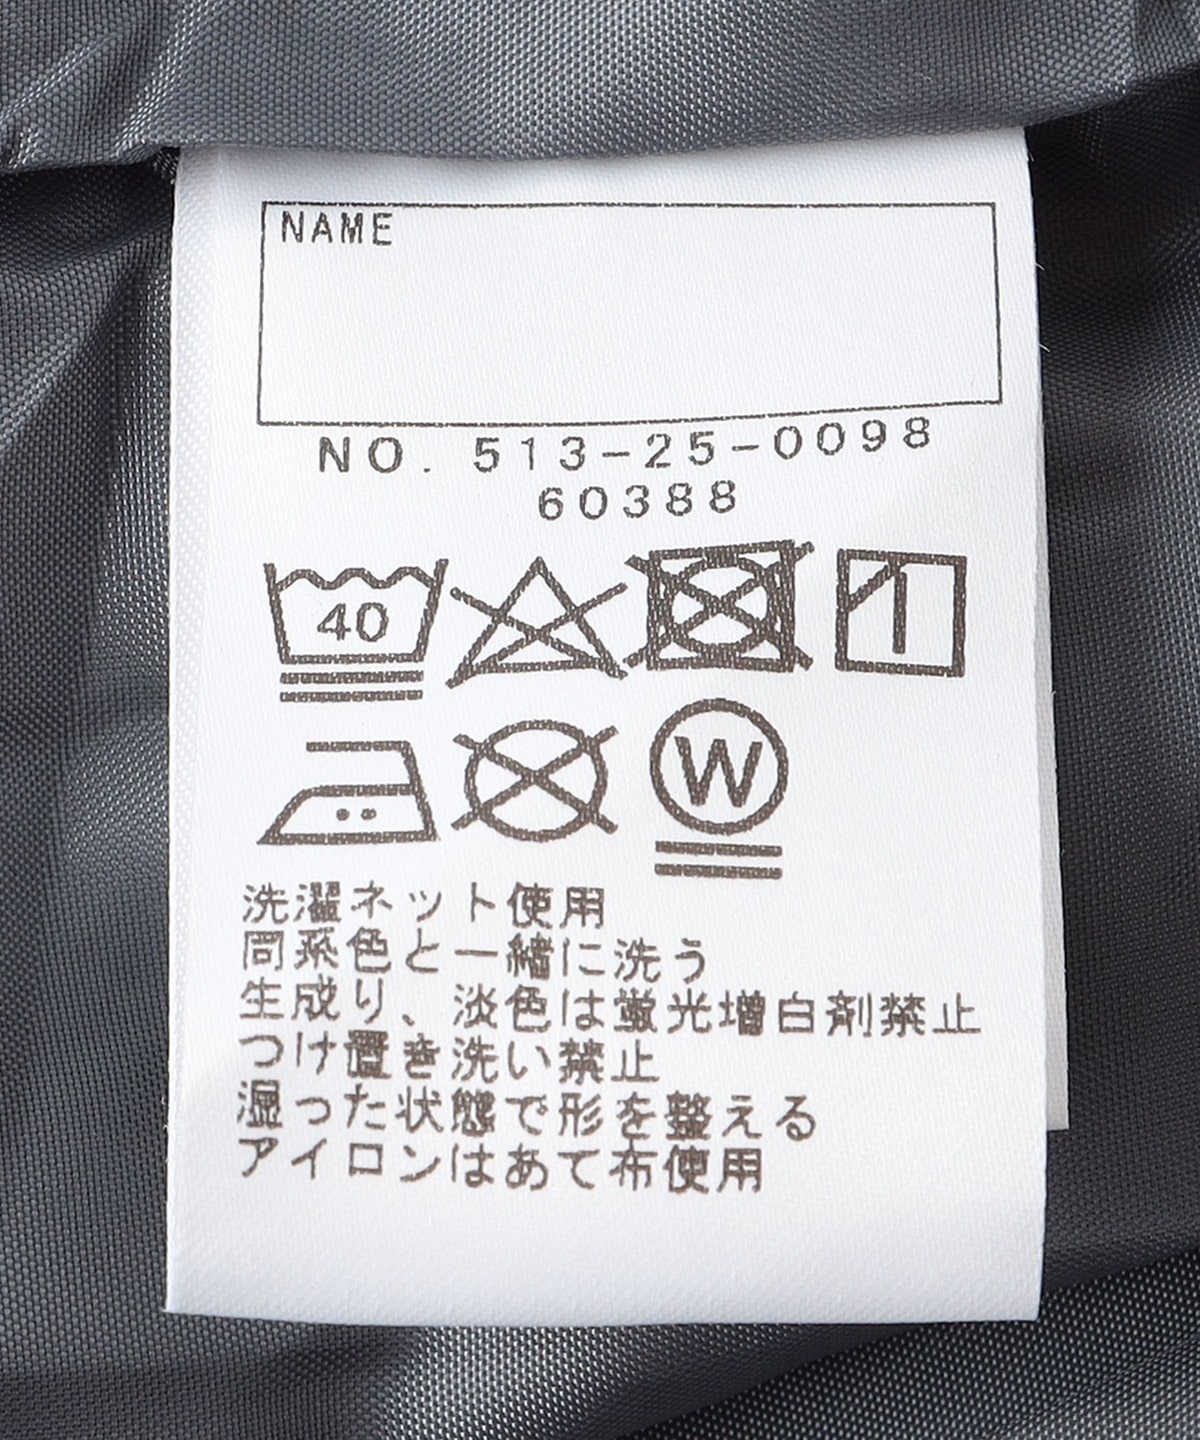 NAME
NO. 513-25-0098
60388
40
W
洗濯ネット使用
同系色と一緒に洗う
生成り、淡色は蛍光増白剤禁止
つけ置き洗い禁止
湿った状態で形を整える
アイロンはあて布使用